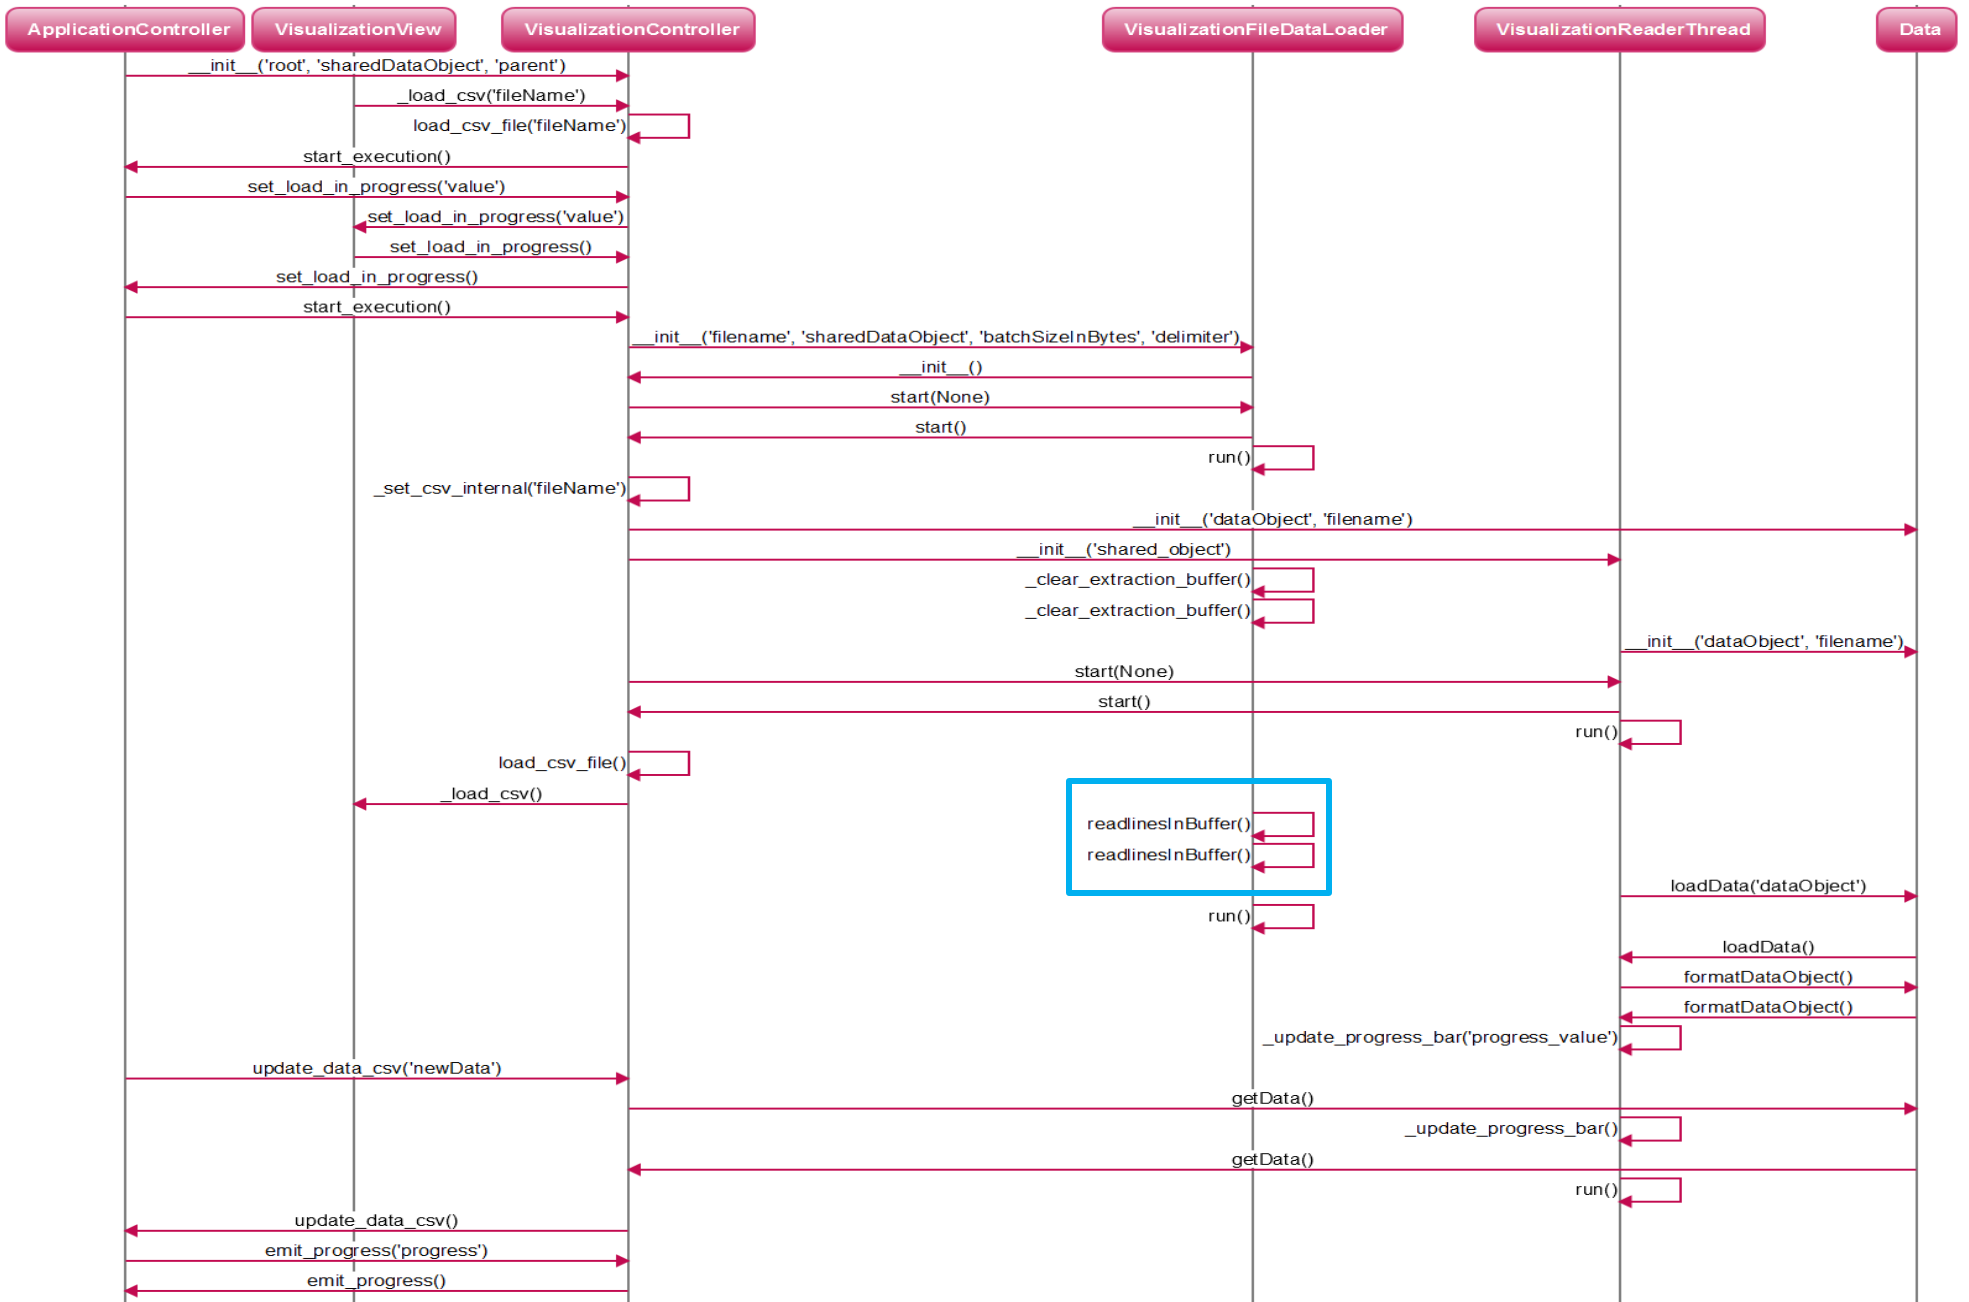 ApplicationController VisualizationView VisualizationController VisualizationFileDataLoader VisualizationReaderThread Data
__init__('root', 'sharedDataObject', 'parent')
_load_csv('fileName')
load_csv_file('fileName')
start_execution()
set_load_in_progress('value')
set_load_in_progress('value')
set_load_in_progress()
set_load_in_progress()
start_execution()
__init__('filename', 'sharedDataObject', 'batchSizeInBytes', 'delimiter')
__init__()
start(None)
start()
run()
_set_csv_internal('fileName')
__init__('dataObject', 'filename')
__init__('shared_object')
_clear_extraction_buffer()
_clear_extraction_buffer()
__init__('dataObject', 'filename')
start(None)
start()
run()
load_csv_file()
_load_csv()
readlinesInBuffer()
readlinesInBuffer()
loadData('dataObject')
run()
loadData()
formatDataObject()
formatDataObject()
_update_progress_bar('progress_value')
update_data_csv('newData')
getData()
_update_progress_bar()
getData()
run()
update_data_csv()
emit_progress('progress')
emit_progress()